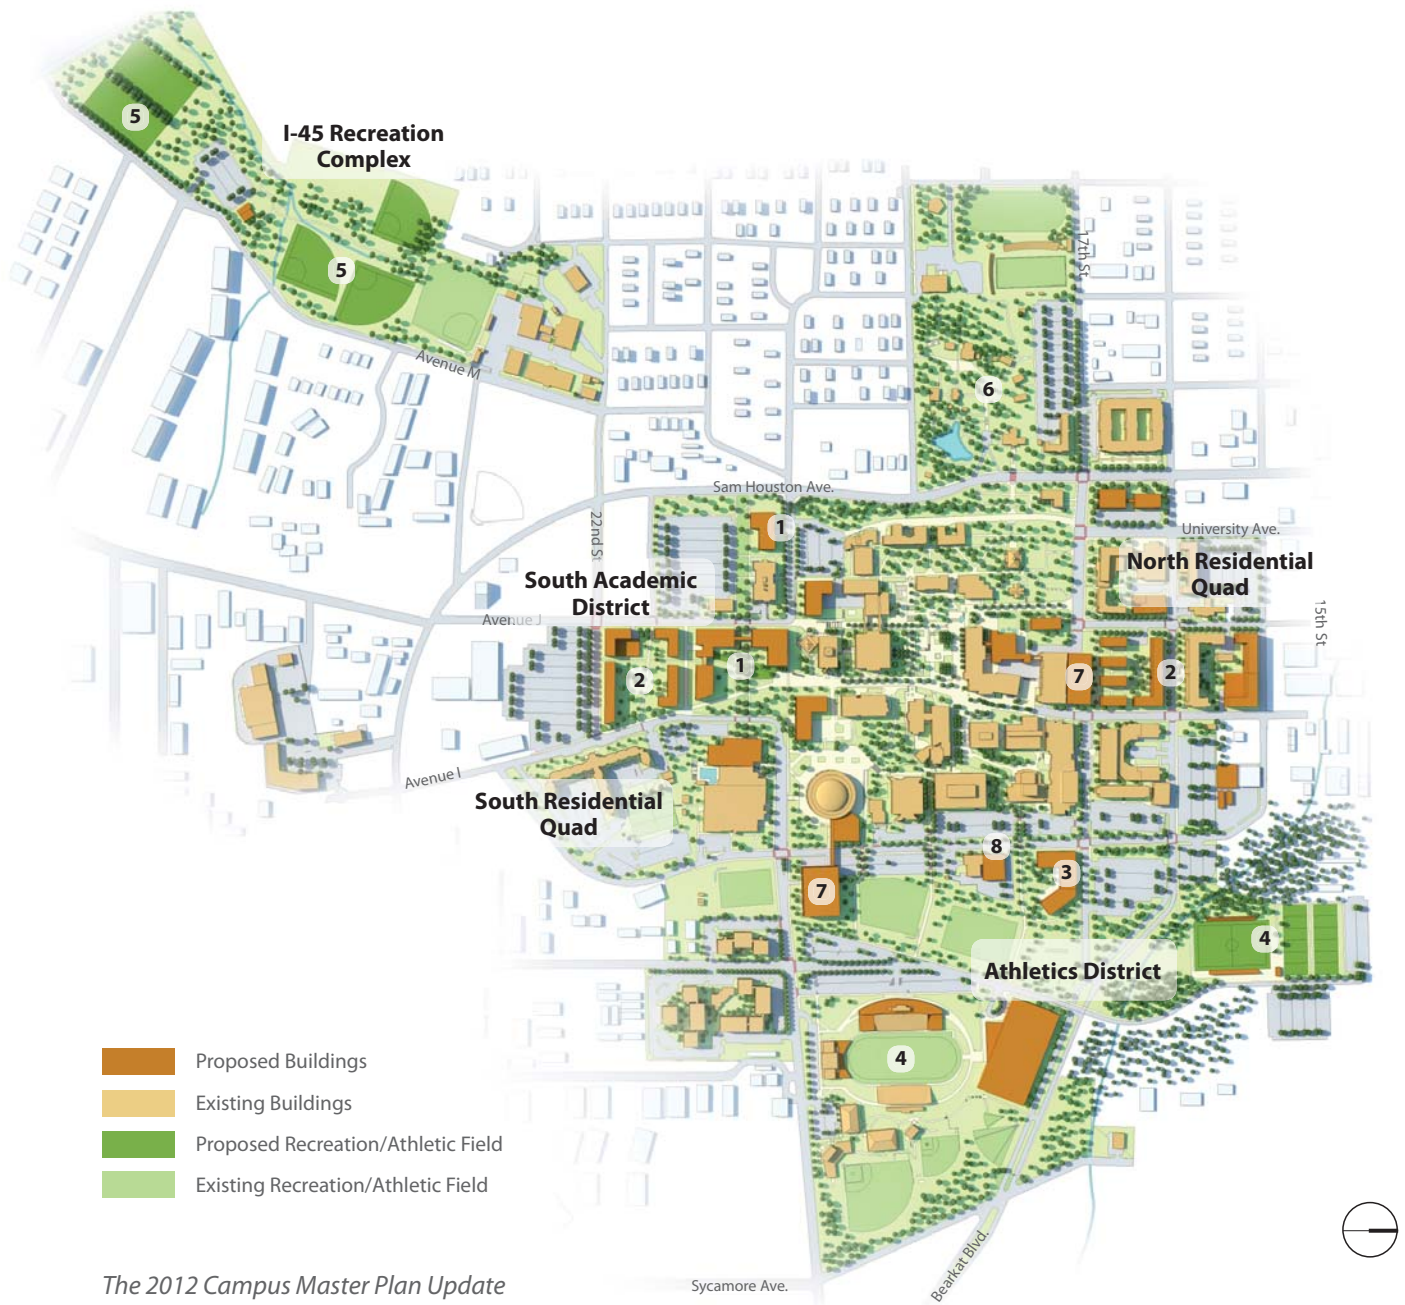 5
I-45 Recreation
Complex
5
17th St
Avenue M
6
Sam Houston Ave.
1
22nd St
University Ave.
North Residential
Quad
South Academic
District
Avenue J
15th St
1
2
7
2
Avenue I
South Residential
Quad
8
3
7
4
Athletics District
4
Proposed Buildings
Existing Buildings
Proposed Recreation/Athletic Field
Existing Recreation/Athletic Field
Bearkat Blvd.
The 2012 Campus Master Plan Update
Sycamore Ave.